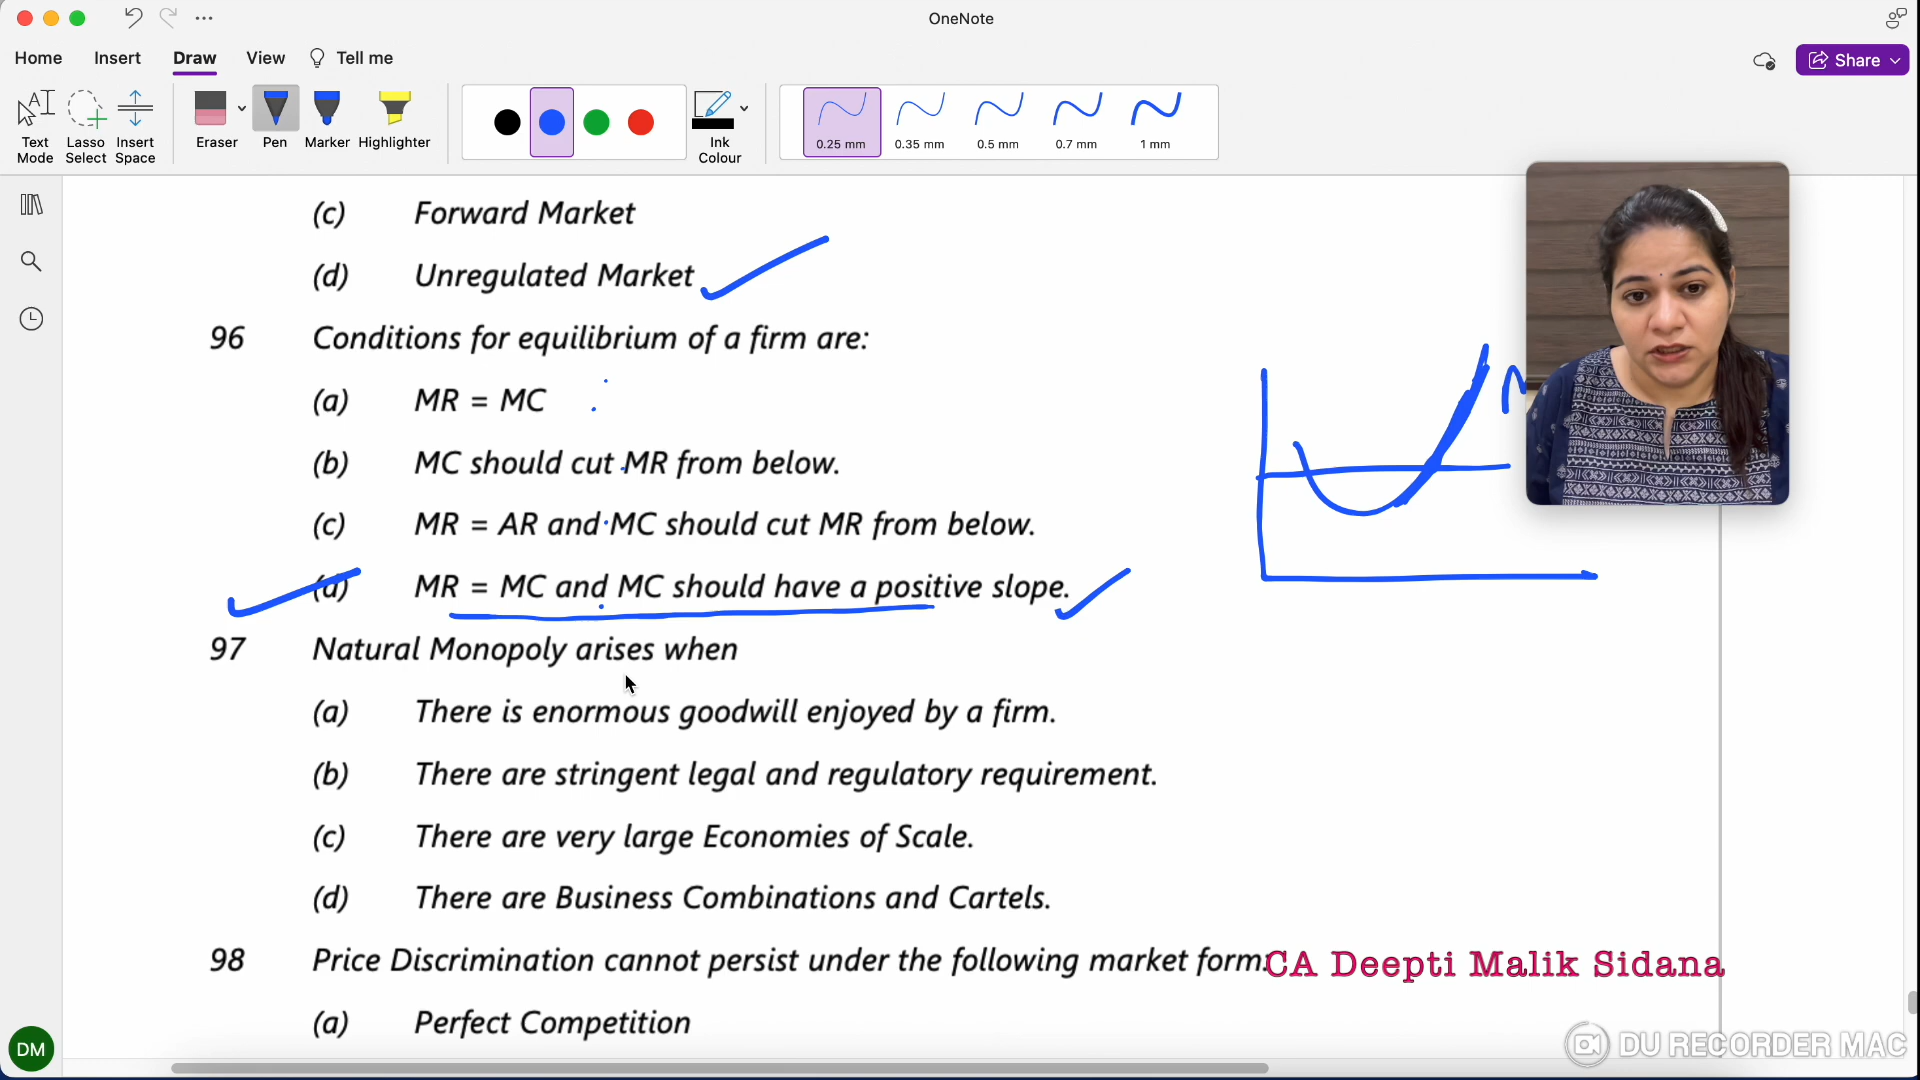 OneNote
Home Insert Draw View Tell me
Share
Text Mode
Lasso Select
Insert Space
Eraser
Pen
Marker
Highlighter
Ink Colour
0.25 mm
0.35 mm
0.5 mm
0.7 mm
1 mm
(c) Forward Market
(d) Unregulated Market
96 Conditions for equilibrium of a firm are:
(a) MR = MC
(b) MC should cut MR from below.
(c) MR = AR and MC should cut MR from below.
(d) MR = MC and MC should have a positive slope.
97 Natural Monopoly arises when
(a) There is enormous goodwill enjoyed by a firm.
(b) There are stringent legal and regulatory requirement.
(c) There are very large Economies of Scale.
(d) There are Business Combinations and Cartels.
98 Price Discrimination cannot persist under the following market form:
CA Deepti Malik Sidana
(a) Perfect Competition
DM
DU RECORDER MAC